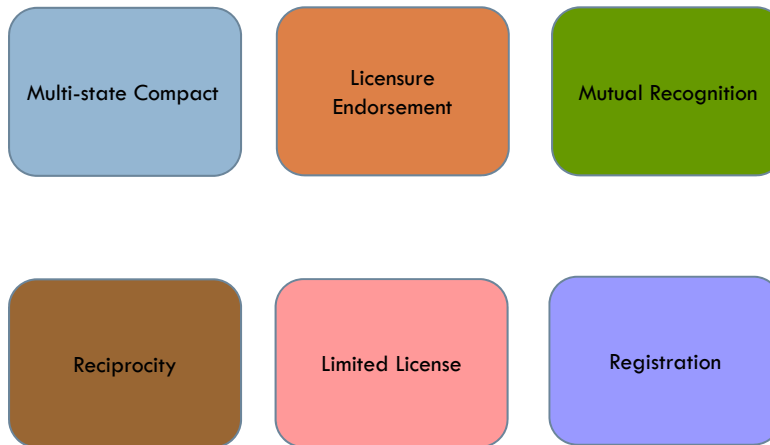 Multi-state Compact
Licensure
Endorsement
Mutual Recognition
Reciprocity
Limited License
Registration